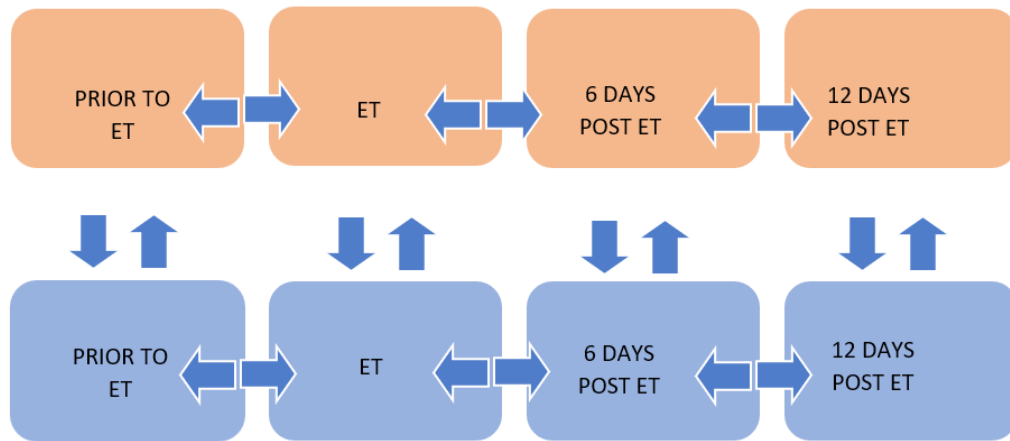 PRIOR TO
ET
ET
6 DAYS
POST ET
12 DAYS
POST ET
PRIOR TO
ET
ET
6 DAYS
POST ET
12 DAYS
POST ET